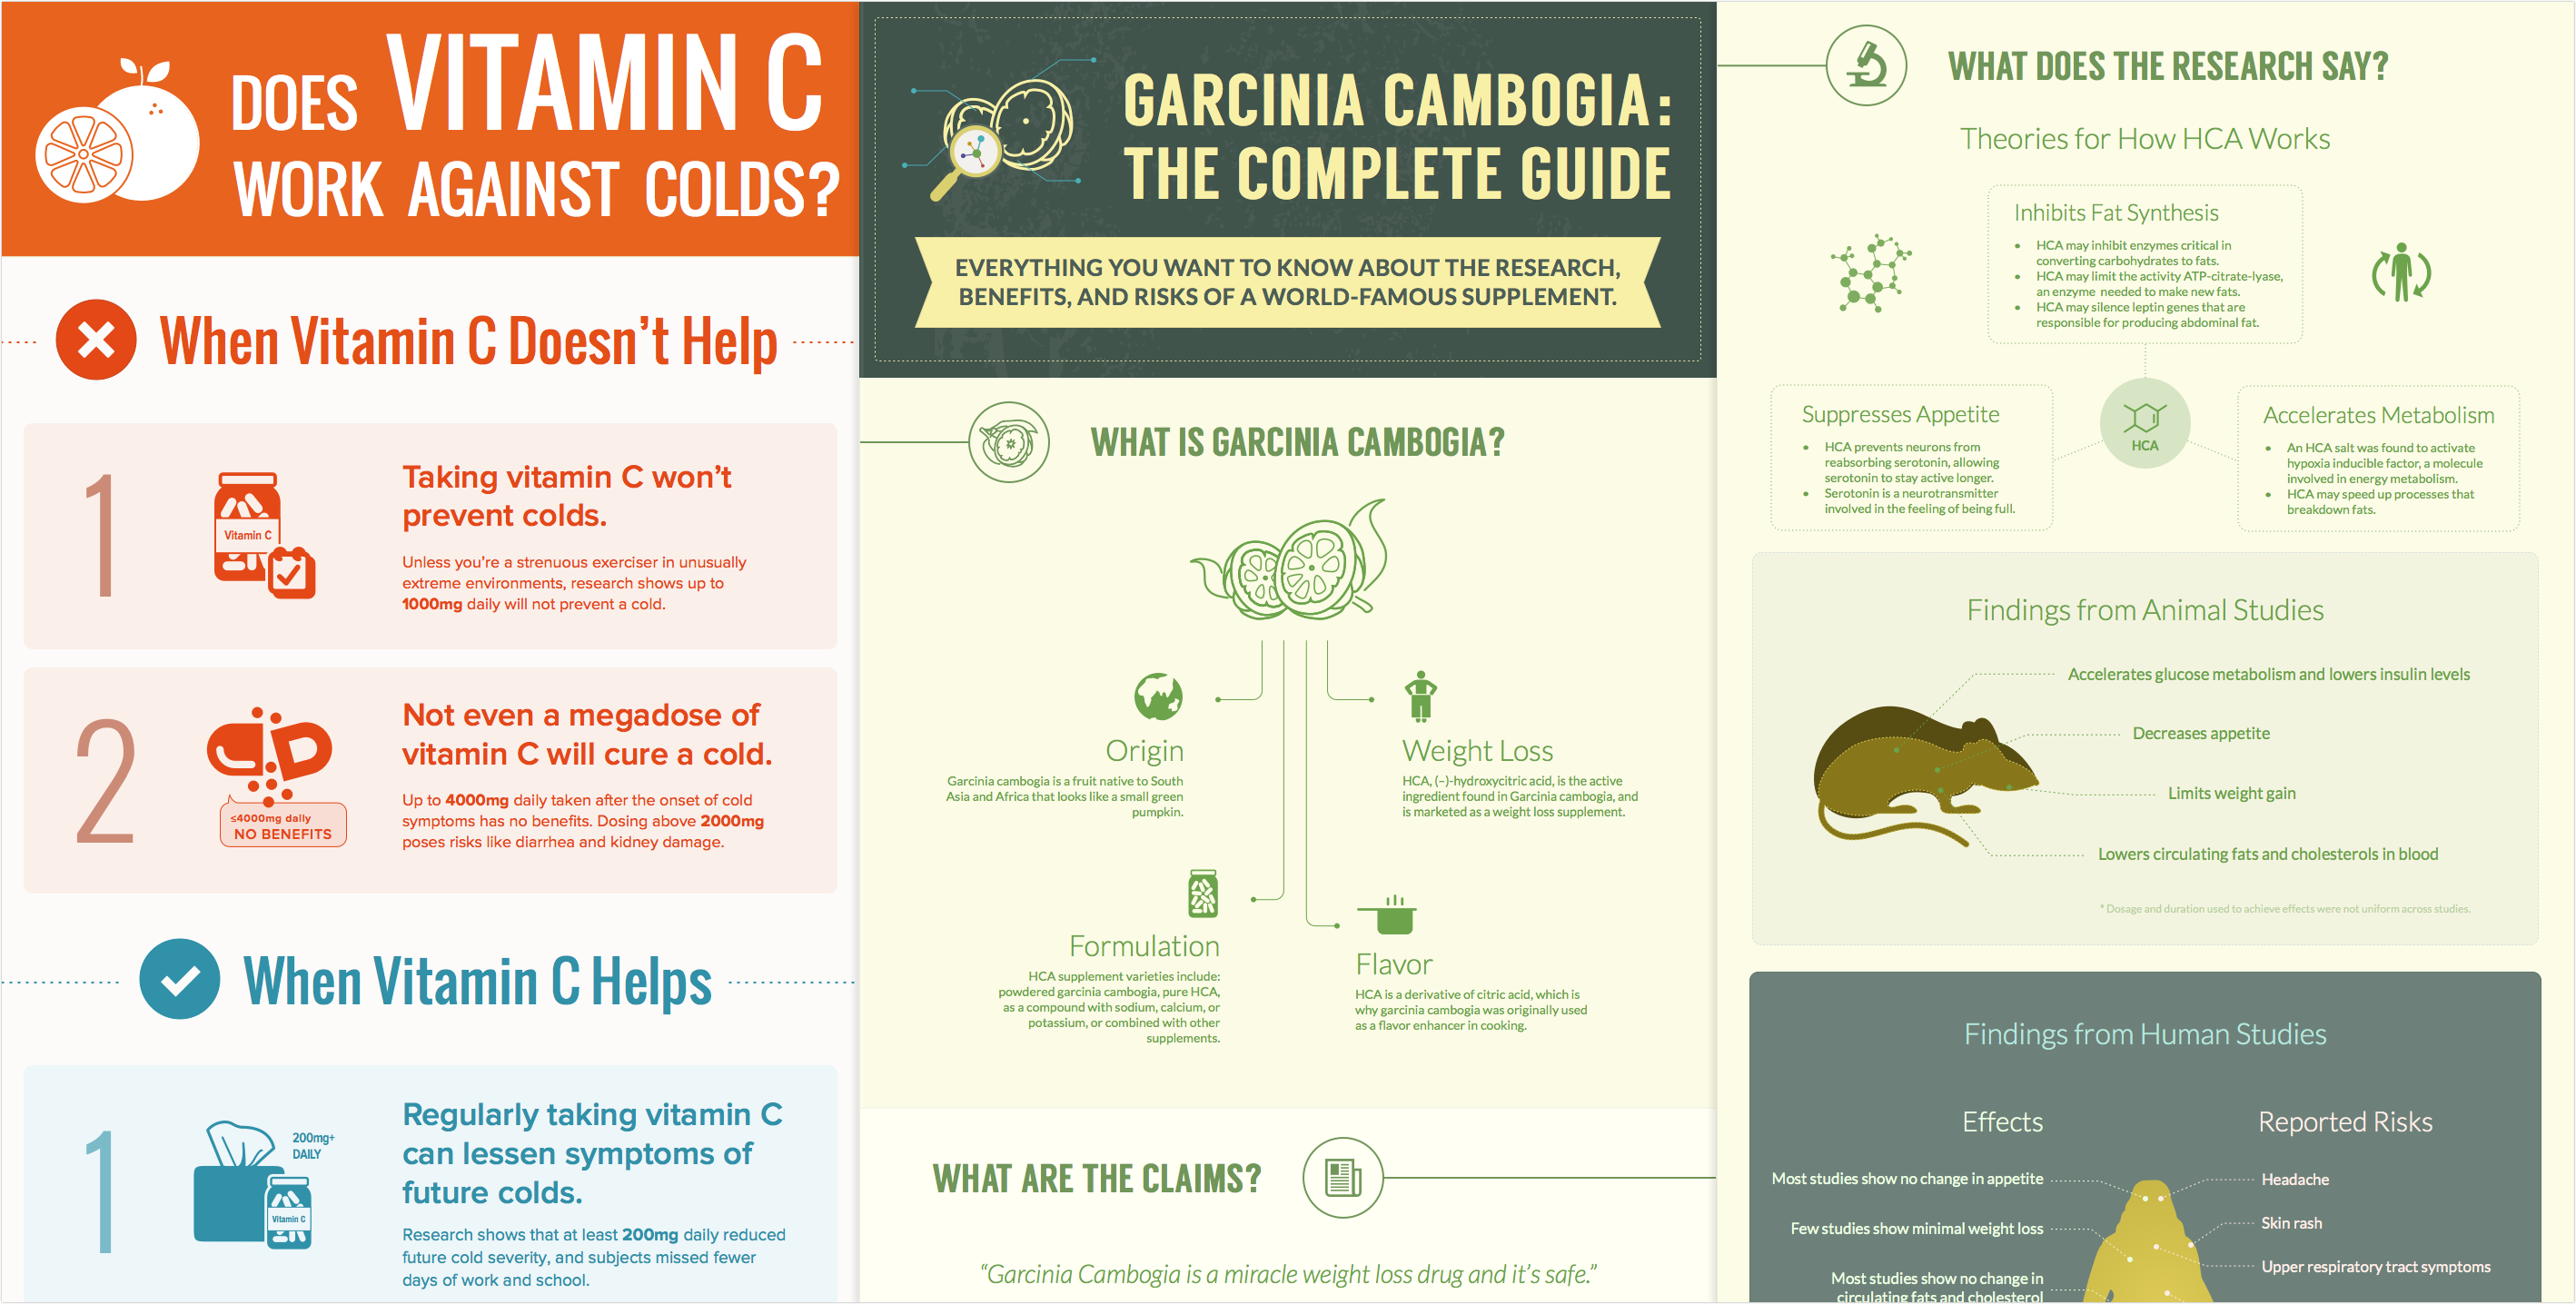 DOES VITAMIN C
WORK AGAINST COLDS?
When Vitamin C Doesn't Help
1
Vitamin C
Taking vitamin C won't
prevent colds.
Unless you're a strenuous exerciser in unusually
extreme environments, research shows up to
1000mg daily will not prevent a cold.
2
≤4000mg daily
NO BENEFITS
Not even a megadose of
vitamin C will cure a cold.
Up to 4000mg daily taken after the onset of cold
symptoms has no benefits. Dosing above 2000mg
poses risks like diarrhea and kidney damage.
When Vitamin C Helps
1
200mg+
DAILY
Vitamin C
Regularly taking vitamin C
can lessen symptoms of
future colds.
Research shows that at least 200mg daily reduced
future cold severity, and subjects missed fewer
days of work and school.
GARCINIA CAMBOGIA:
THE COMPLETE GUIDE
EVERYTHING YOU WANT TO KNOW ABOUT THE RESEARCH,
BENEFITS, AND RISKS OF A WORLD-FAMOUS SUPPLEMENT.
WHAT IS GARCINIA CAMBOGIA?
Origin
Garcinia cambogia is a fruit native to South
Asia and Africa that looks like a small green
pumpkin.
Weight Loss
HCA, (–)-hydroxycitric acid, is the active
ingredient found in Garcinia cambogia, and
is marketed as a weight loss supplement.
Formulation
HCA supplement varieties include:
powdered garcinia cambogia, pure HCA,
as a compound with sodium, calcium, or
potassium, or combined with other
supplements.
Flavor
HCA is a derivative of citric acid, which is
why garcinia cambogia was originally used
as a flavor enhancer in cooking.
WHAT ARE THE CLAIMS?
“Garcinia Cambogia is a miracle weight loss drug and it's safe.”
WHAT DOES THE RESEARCH SAY?
Theories for How HCA Works
Inhibits Fat Synthesis
• HCA may inhibit enzymes critical in
converting carbohydrates to fats.
• HCA may limit the activity ATP-citrate-lyase,
an enzyme needed to make new fats.
• HCA may silence leptin genes that are
responsible for producing abdominal fat.
Suppresses Appetite
• HCA prevents neurons from
reabsorbing serotonin, allowing
serotonin to stay active longer.
• Serotonin is a neurotransmitter
involved in the feeling of being full.
HCA
Accelerates Metabolism
• An HCA salt was found to activate
hypoxia inducible factor, a molecule
involved in energy metabolism.
• HCA may speed up processes that
breakdown fats.
Findings from Animal Studies
Accelerates glucose metabolism and lowers insulin levels
Decreases appetite
Limits weight gain
Lowers circulating fats and cholesterols in blood
* Dosage and duration used to achieve effects were not uniform across studies.
Findings from Human Studies
Effects
Most studies show no change in appetite
Few studies show minimal weight loss
Most studies show no change in
circulating fats and cholesterol
Reported Risks
Headache
Skin rash
Upper respiratory tract symptoms